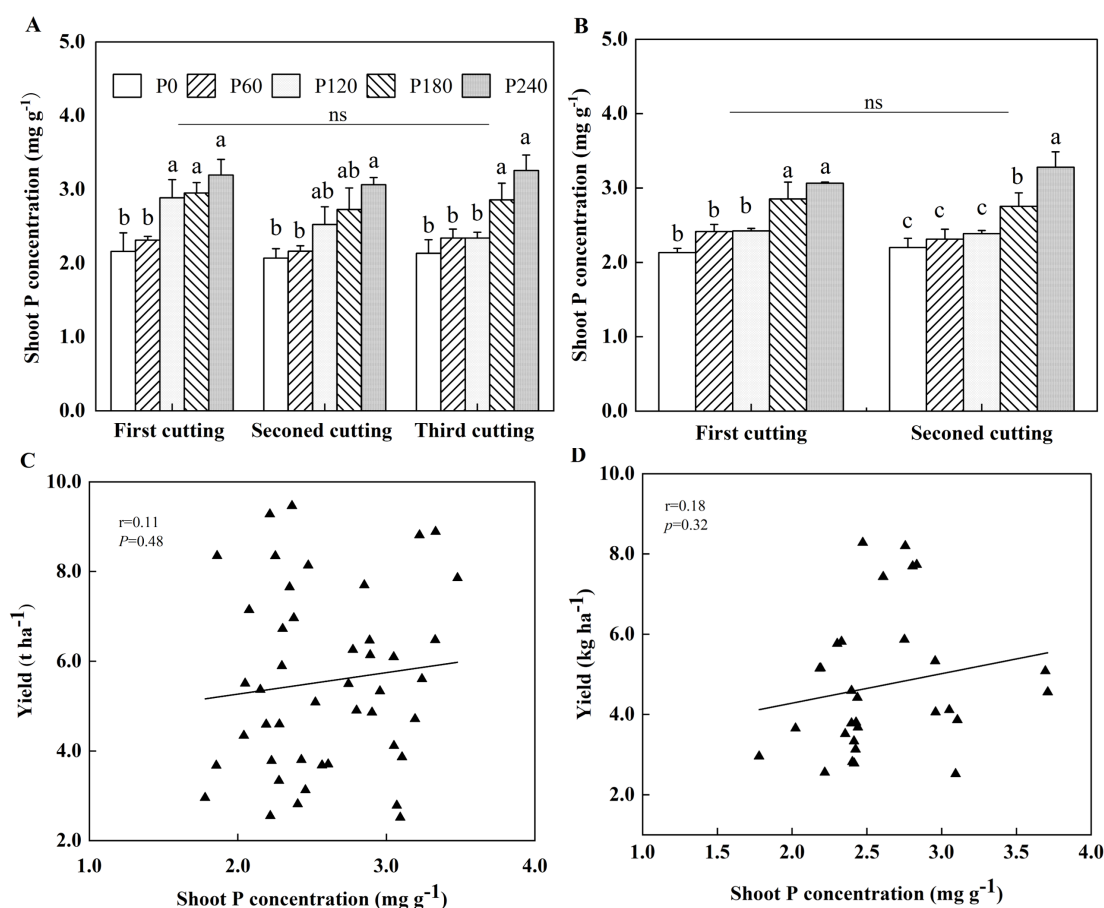 A
Shoot P concentration (mg g⁻¹)
5.0
4.0
3.0
2.0
1.0
0.0
P0 P60 P120 P180 P240
ns
b b a a a
b b ab ab a
b b b a a
First cutting Seconed cutting Third cutting
B
Shoot P concentration (mg g⁻¹)
5.0
4.0
3.0
2.0
1.0
0.0
ns
b b b a a
c c c b a
First cutting Seconed cutting
C
Yield (t ha⁻¹)
10.0
8.0
6.0
4.0
2.0
r=0.11
P=0.48
1.0 2.0 3.0 4.0
Shoot P concentration (mg g⁻¹)
D
Yield (kg ha⁻¹)
10.0
8.0
6.0
4.0
2.0
r=0.18
p=0.32
1.0 1.5 2.0 2.5 3.0 3.5 4.0
Shoot P concentration (mg g⁻¹)